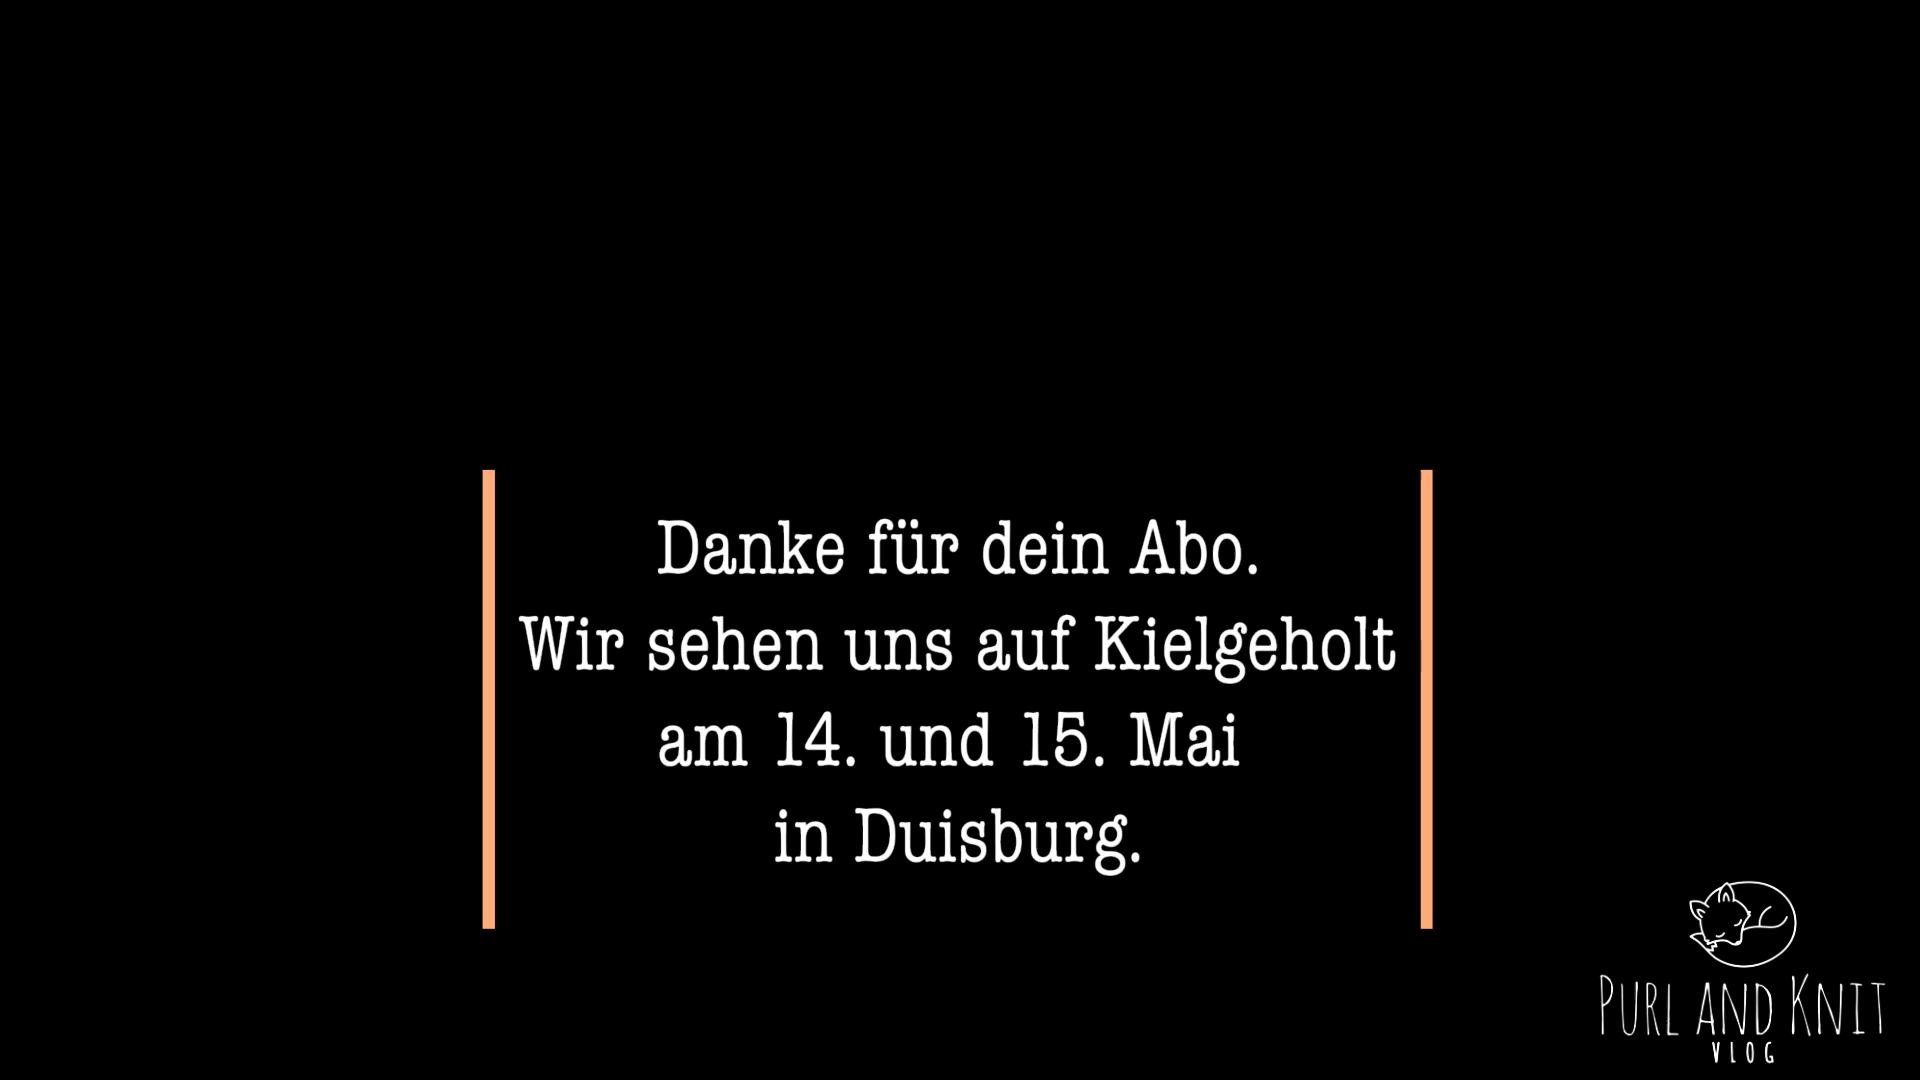 Danke für dein Abo.
Wir sehen uns auf Kielgeholt
am 14. und 15. Mai
in Duisburg.
PURL AND KNIT
VLOG